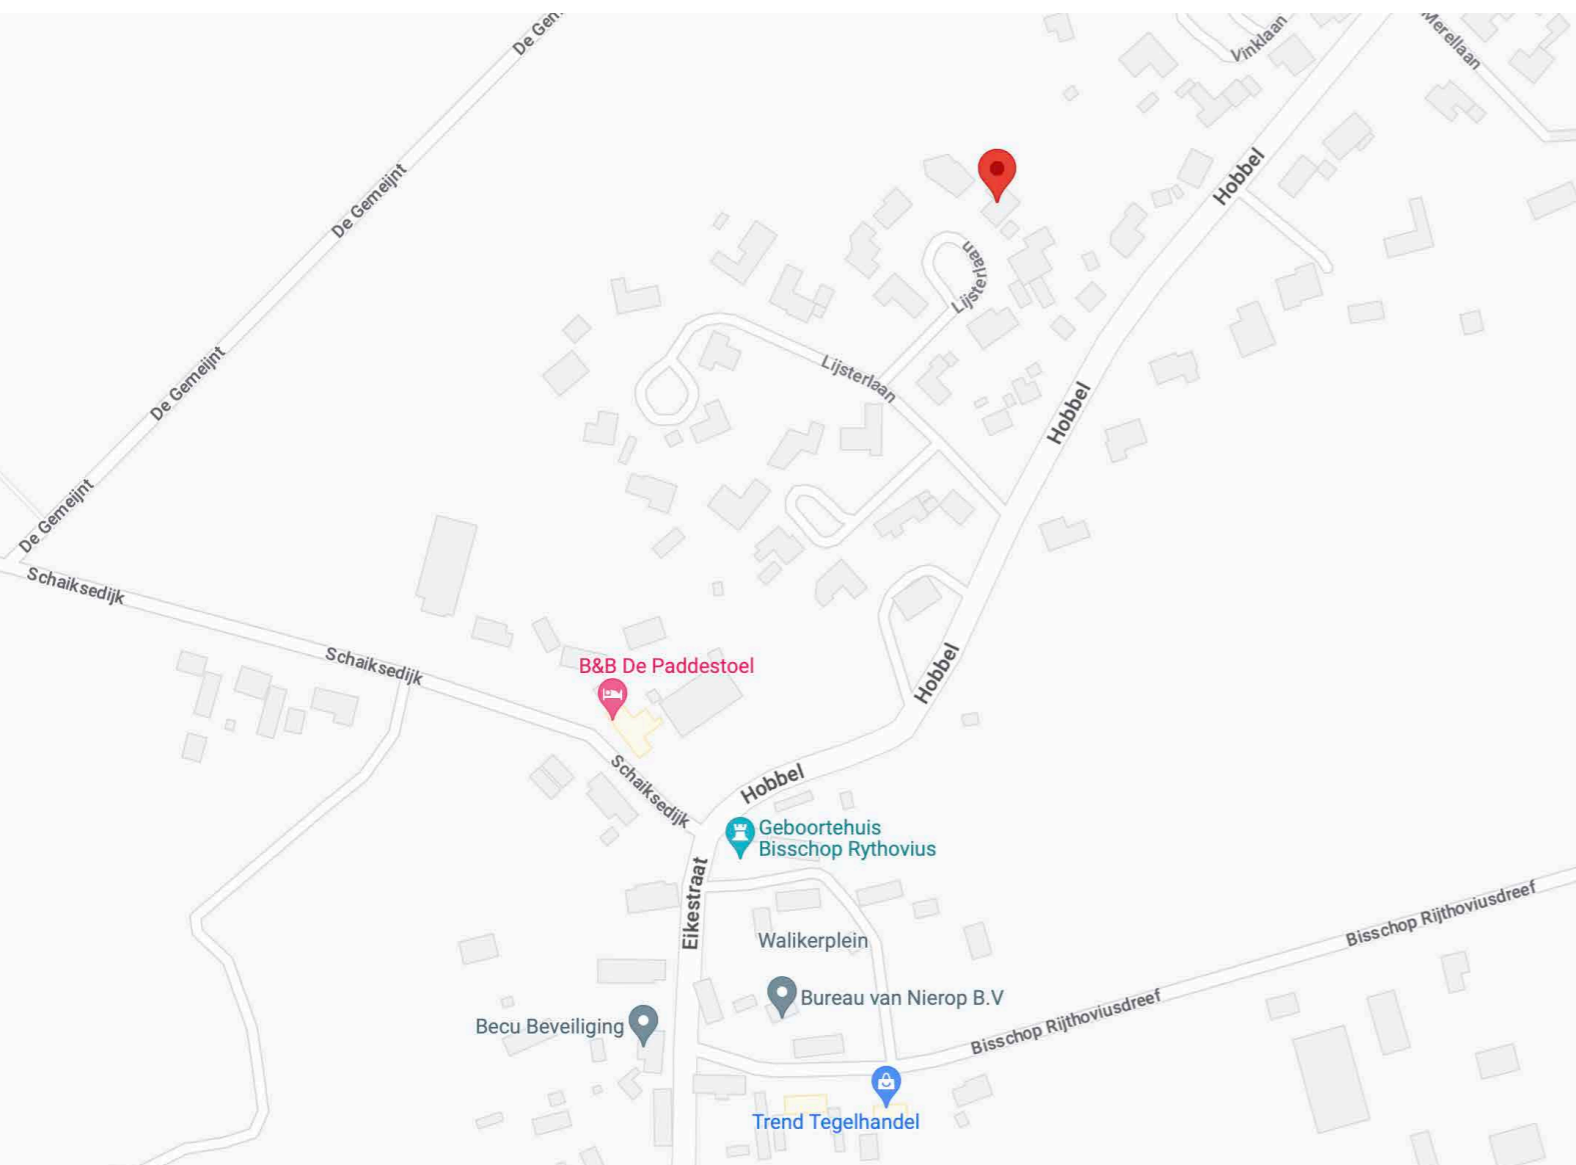 De Gem
Vinklaan
Merellaan
De Gemeijnt
Hobbel
Lijsterlaan
Lijsterlaan
De Gemeijnt
Hobbel
De Gemeijnt
Schaiksedijk
Schaiksedijk
B&B De Paddestoel
Hobbel
Schaiksedijk
Hobbel
Geboortehuis
Bisschop Rythovius
Eikestraat
Bisschop Rijthoviusdreef
Walikerplein
Bureau van Nierop B.V
Becu Beveiliging
Bisschop Rijthoviusdreef
Trend Tegelhandel